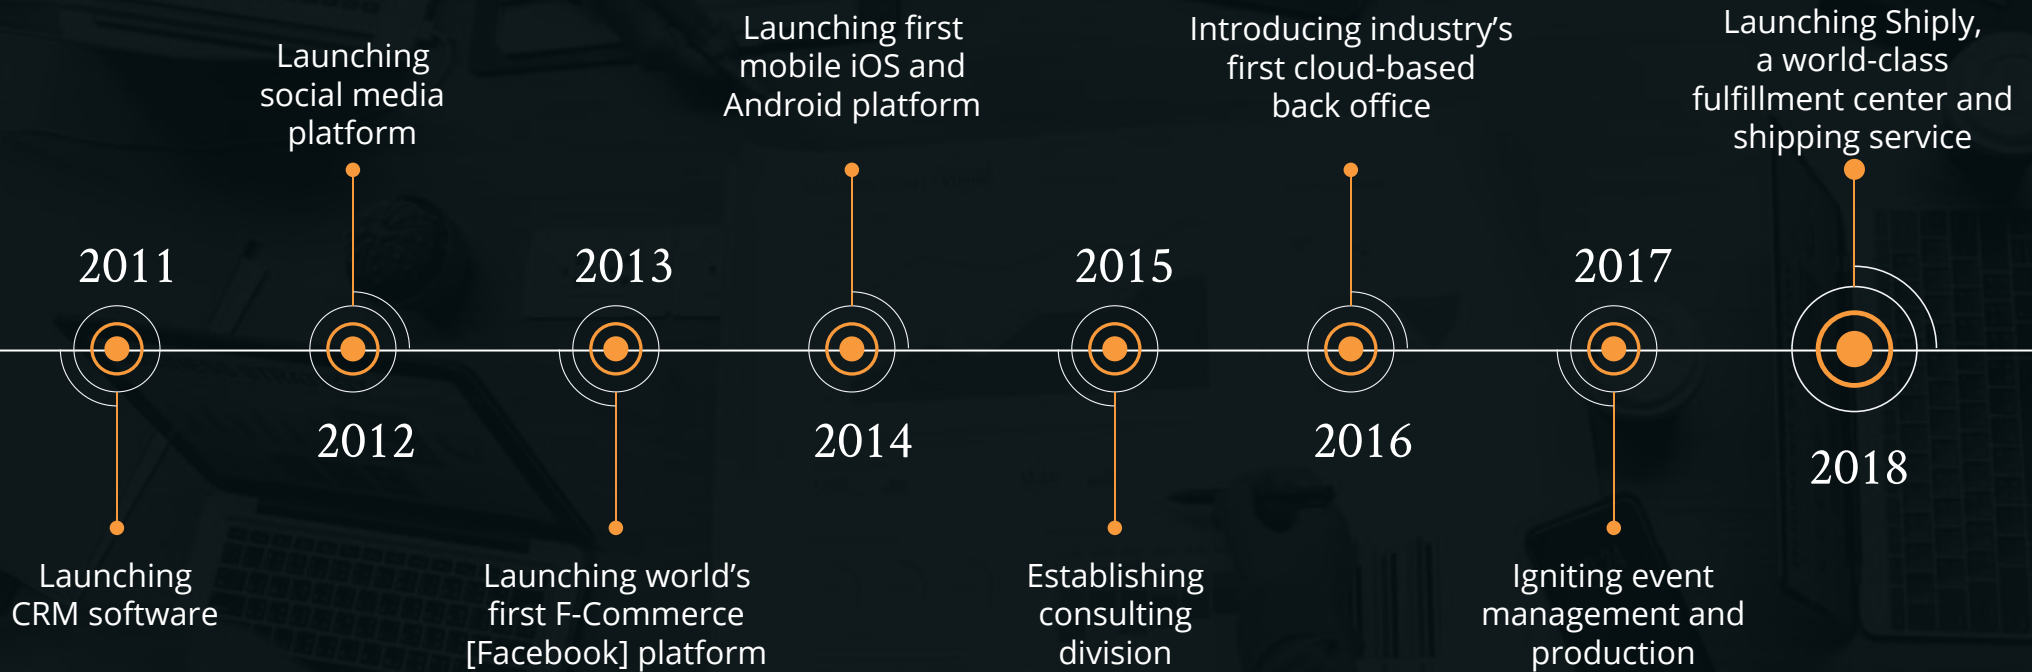 2011
Launching
CRM software
Launching
social media
platform
2012
2013
Launching world’s
first F-Commerce
[Facebook] platform
Launching first
mobile iOS and
Android platform
2014
2015
Establishing
consulting
division
Introducing industry’s
first cloud-based
back office
2016
2017
Igniting event
management and
production
Launching Shiply,
a world-class
fulfillment center and
shipping service
2018